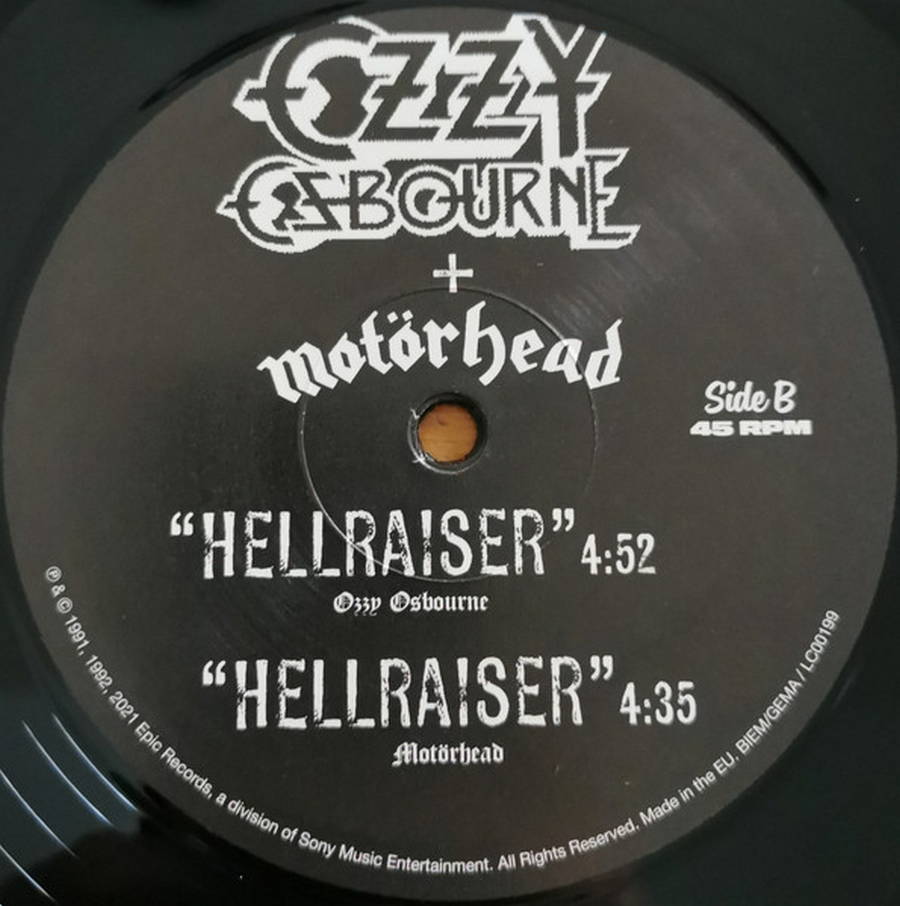 OZZY
OSBOURNE
+
motörhead
Side B
45 RPM
“HELLRAISER” 4:52
Ozzy Osbourne
“HELLRAISER” 4:35
Motörhead
℗ & © 1991, 1992, 2021 Epic Records, a division of Sony Music Entertainment. All Rights Reserved. Made in the EU. BIEM/GEMA / LC00199